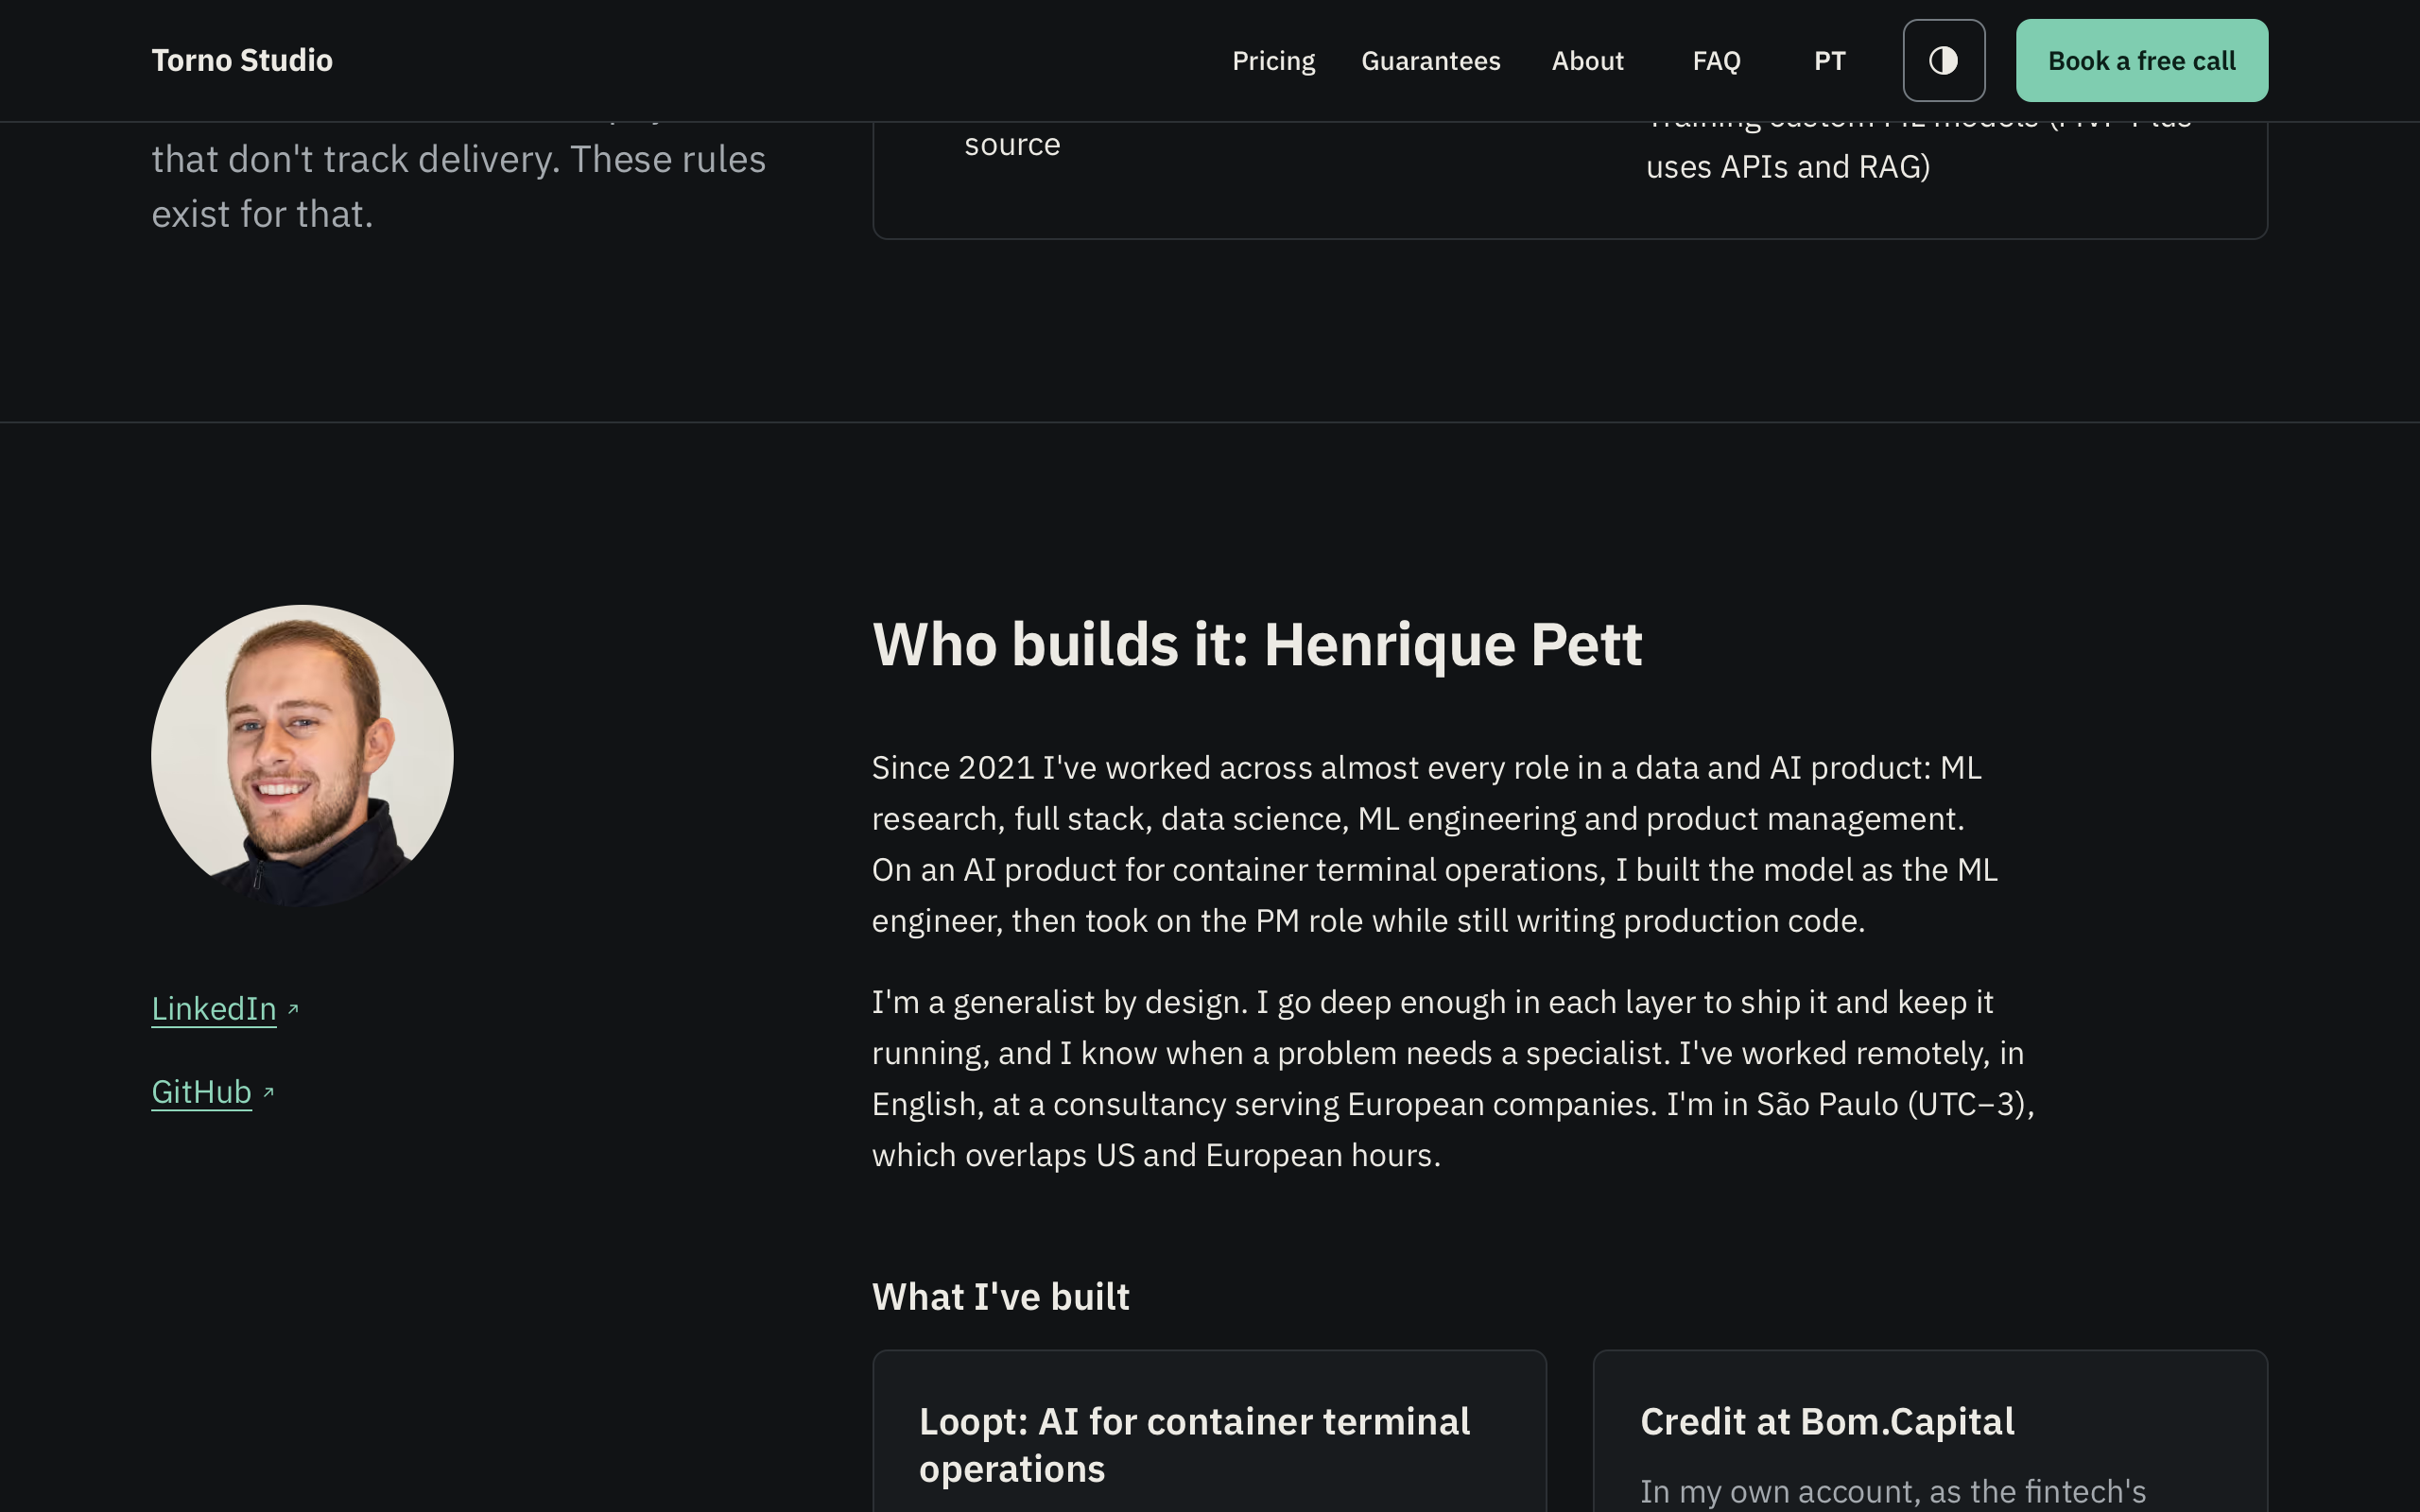 Torno Studio
Pricing
Guarantees
About
FAQ
PT
Book a free call
that don't track delivery. These rules
exist for that.
source
Training custom ML models (MVP Plus
uses APIs and RAG)
Who builds it: Henrique Pett
Since 2021 I've worked across almost every role in a data and AI product: ML
research, full stack, data science, ML engineering and product management.
On an AI product for container terminal operations, I built the model as the ML
engineer, then took on the PM role while still writing production code.
I'm a generalist by design. I go deep enough in each layer to ship it and keep it
running, and I know when a problem needs a specialist. I've worked remotely, in
English, at a consultancy serving European companies. I'm in São Paulo (UTC−3),
which overlaps US and European hours.
LinkedIn ↗
GitHub ↗
What I've built
Loopt: AI for container terminal
operations
Credit at Bom.Capital
In my own account, as the fintech's